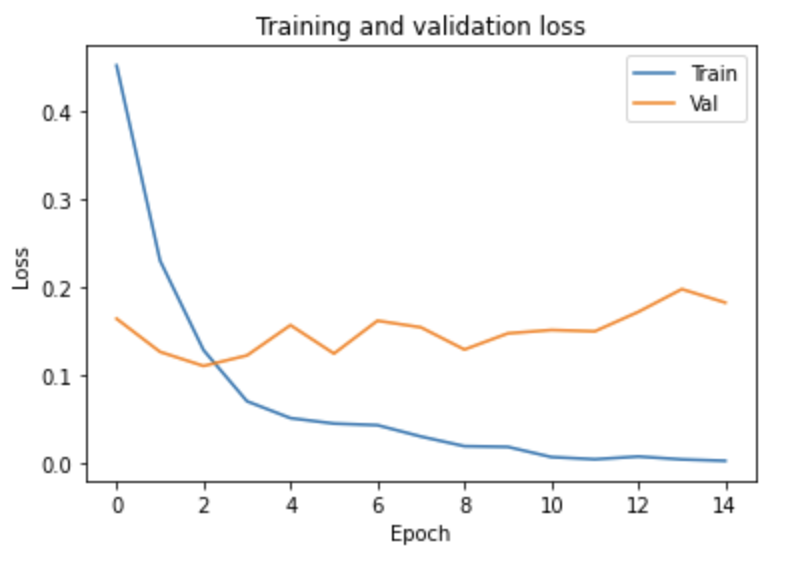 Training and validation loss
Train
Val
0.4
0.3
0.2
0.1
0.0
Loss
0 2 4 6 8 10 12 14
Epoch